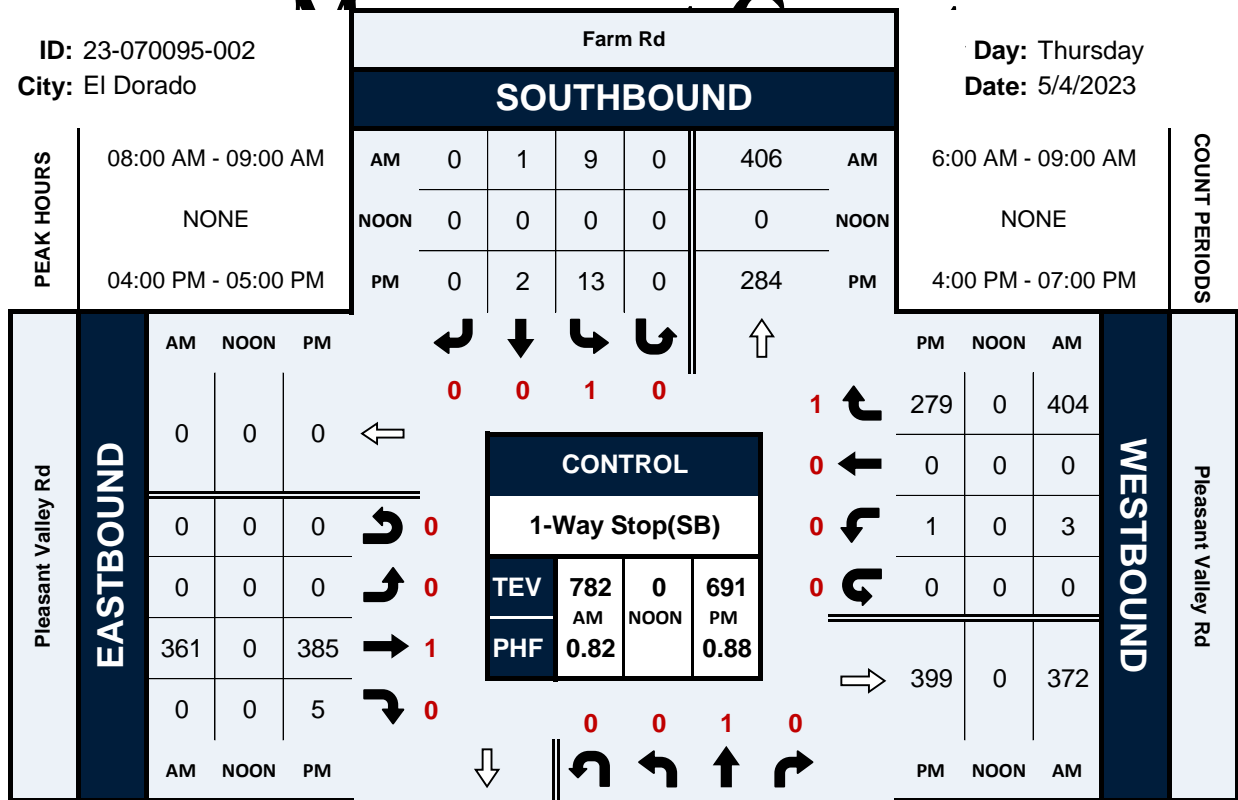 Farm Rd
ID: 23-070095-002
Day: Thursday
City: El Dorado
Date: 5/4/2023
SOUTHBOUND
PEAK HOURS
08:00 AM - 09:00 AM
AM 0 1 9 0 406 AM
6:00 AM - 09:00 AM
COUNT PERIODS
NONE
NOON 0 0 0 0 0 NOON
NONE
04:00 PM - 05:00 PM
PM 0 2 13 0 284 PM
4:00 PM - 07:00 PM
AM NOON PM
PM NOON AM
0 0 1 0
1 279 0 404
0 0 0
CONTROL
0 0 0 0
Pleasant Valley Rd
EASTBOUND
WESTBOUND
Pleasant Valley Rd
0 0 0 0
1-Way Stop(SB)
0 1 0 3
0 0 0 0
TEV 782 0 691
0 0 0 0
AM NOON PM
361 0 385 1
PHF 0.82 0.88
399 0 372
0 0 5 0
0 0 1 0
AM NOON PM
PM NOON AM